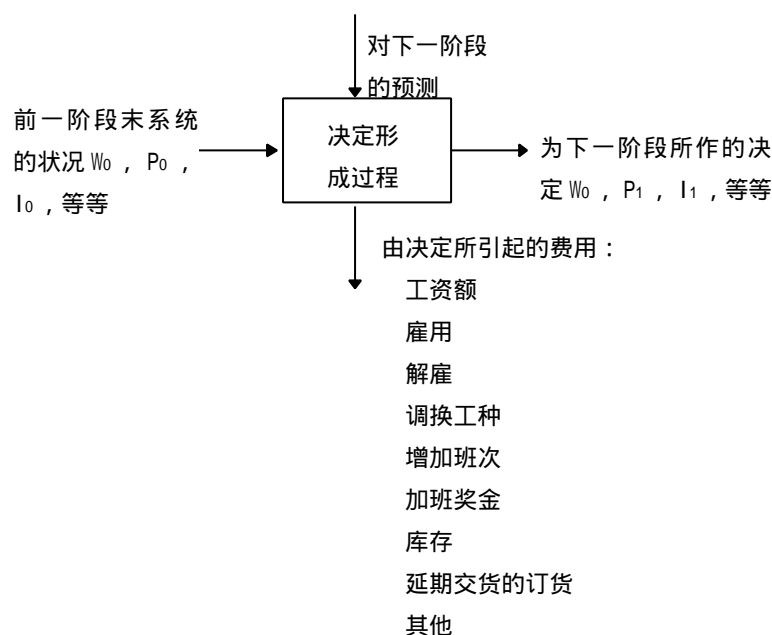 对下一阶段
的预测
前一阶段末系统
的状况 W₀ ， P₀ ，
I₀ ，等等
决定形
成过程
为下一阶段所作的决
定 W₀ ， P₁ ， I₁ ，等等
由决定所引起的费用：
工资额
雇用
解雇
调换工种
增加班次
加班奖金
库存
延期交货的订货
其他